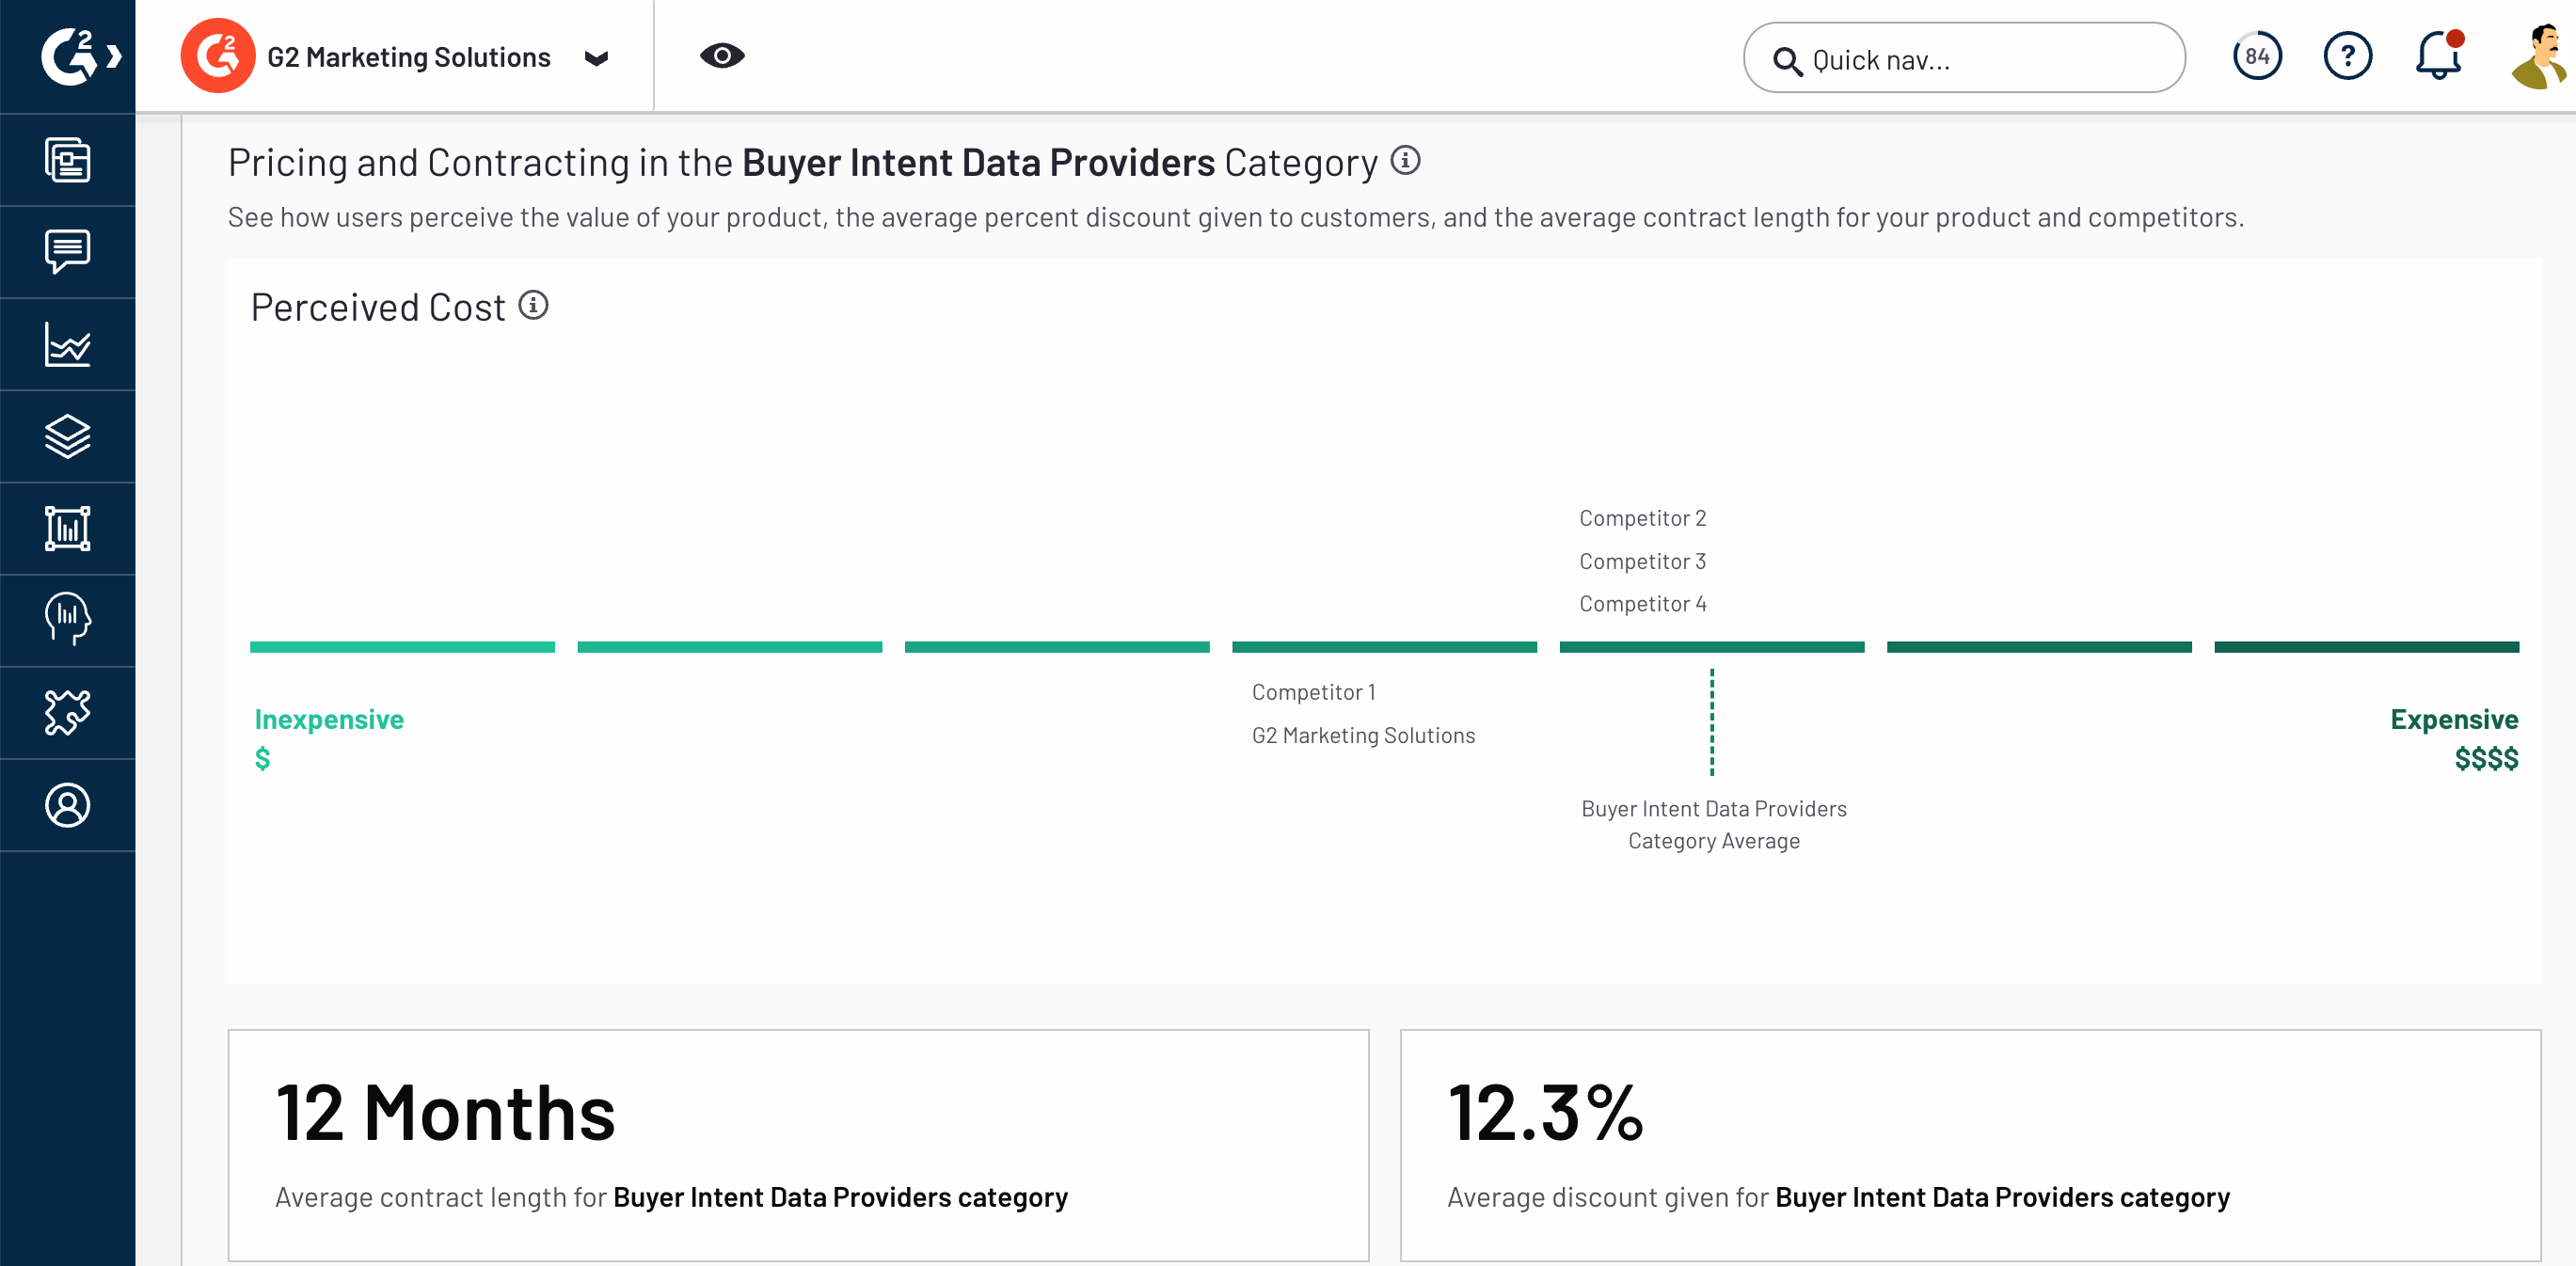 G2 Marketing Solutions
Quick nav...
84
?
Pricing and Contracting in the Buyer Intent Data Providers Category
See how users perceive the value of your product, the average percent discount given to customers, and the average contract length for your product and competitors.
Perceived Cost
Competitor 2
Competitor 3
Competitor 4
Competitor 1
G2 Marketing Solutions
Inexpensive
$
Expensive
$$$$
Buyer Intent Data Providers
Category Average
12 Months
Average contract length for Buyer Intent Data Providers category
12.3%
Average discount given for Buyer Intent Data Providers category